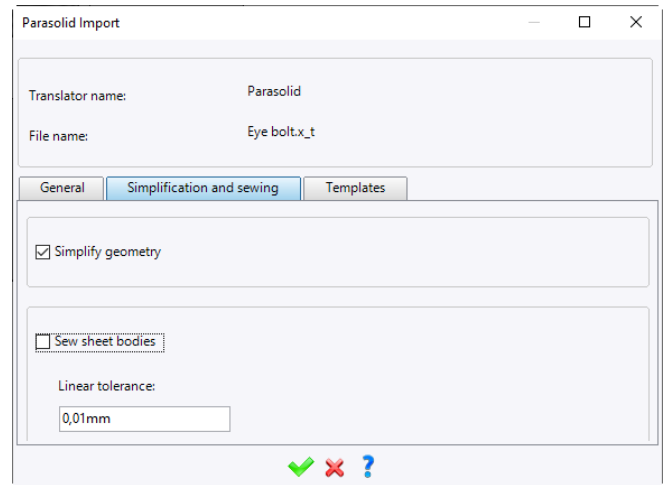 Parasolid Import
Translator name: Parasolid
File name: Eye bolt.x_t
General Simplification and sewing Templates
Simplify geometry
Sew sheet bodies
Linear tolerance:
0,01mm